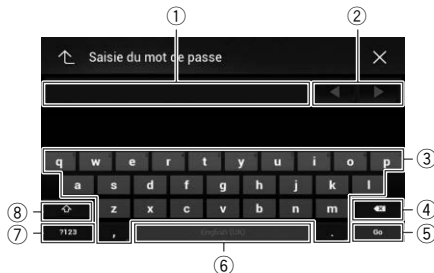 ① ②
Saisie du mot de passe
q w e r t y u i o p ③
a s d f g h j k l
⑧ z x c v b n m ④
⑦ ?123 , English (UK) . Go ⑤
⑥